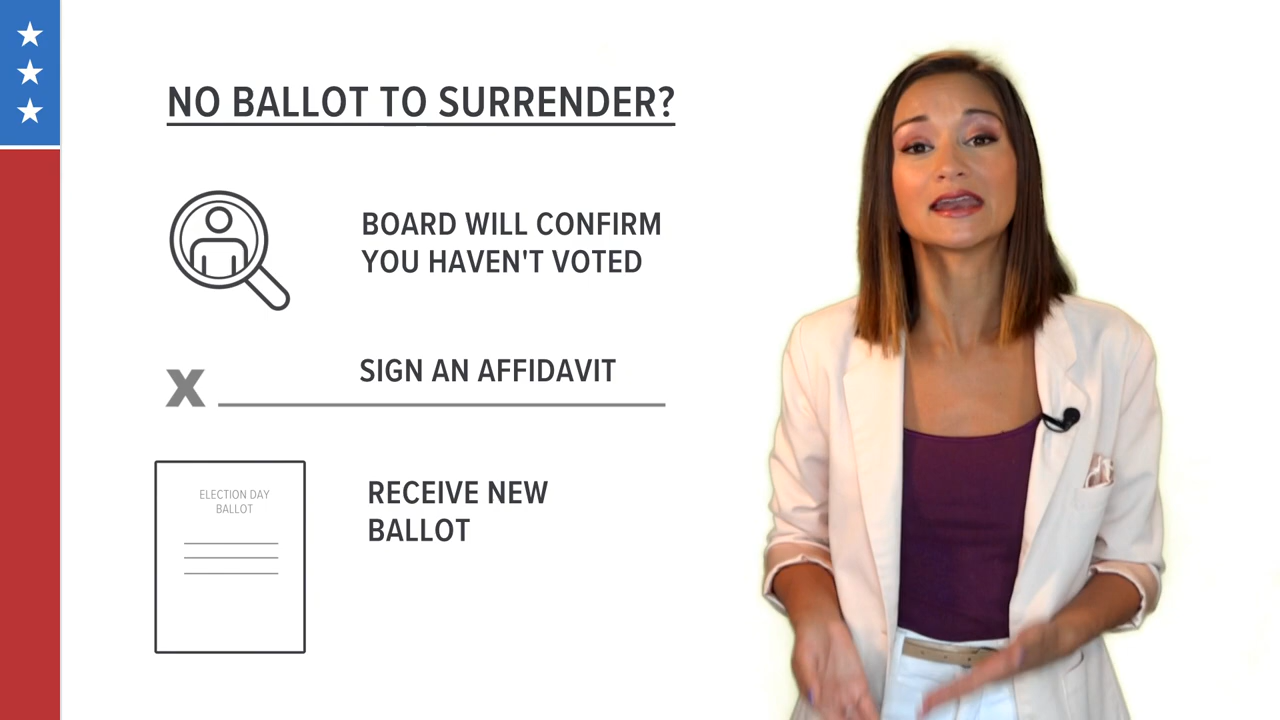 NO BALLOT TO SURRENDER?
BOARD WILL CONFIRM
YOU HAVEN'T VOTED
X
SIGN AN AFFIDAVIT
ELECTION DAY
BALLOT
RECEIVE NEW
BALLOT